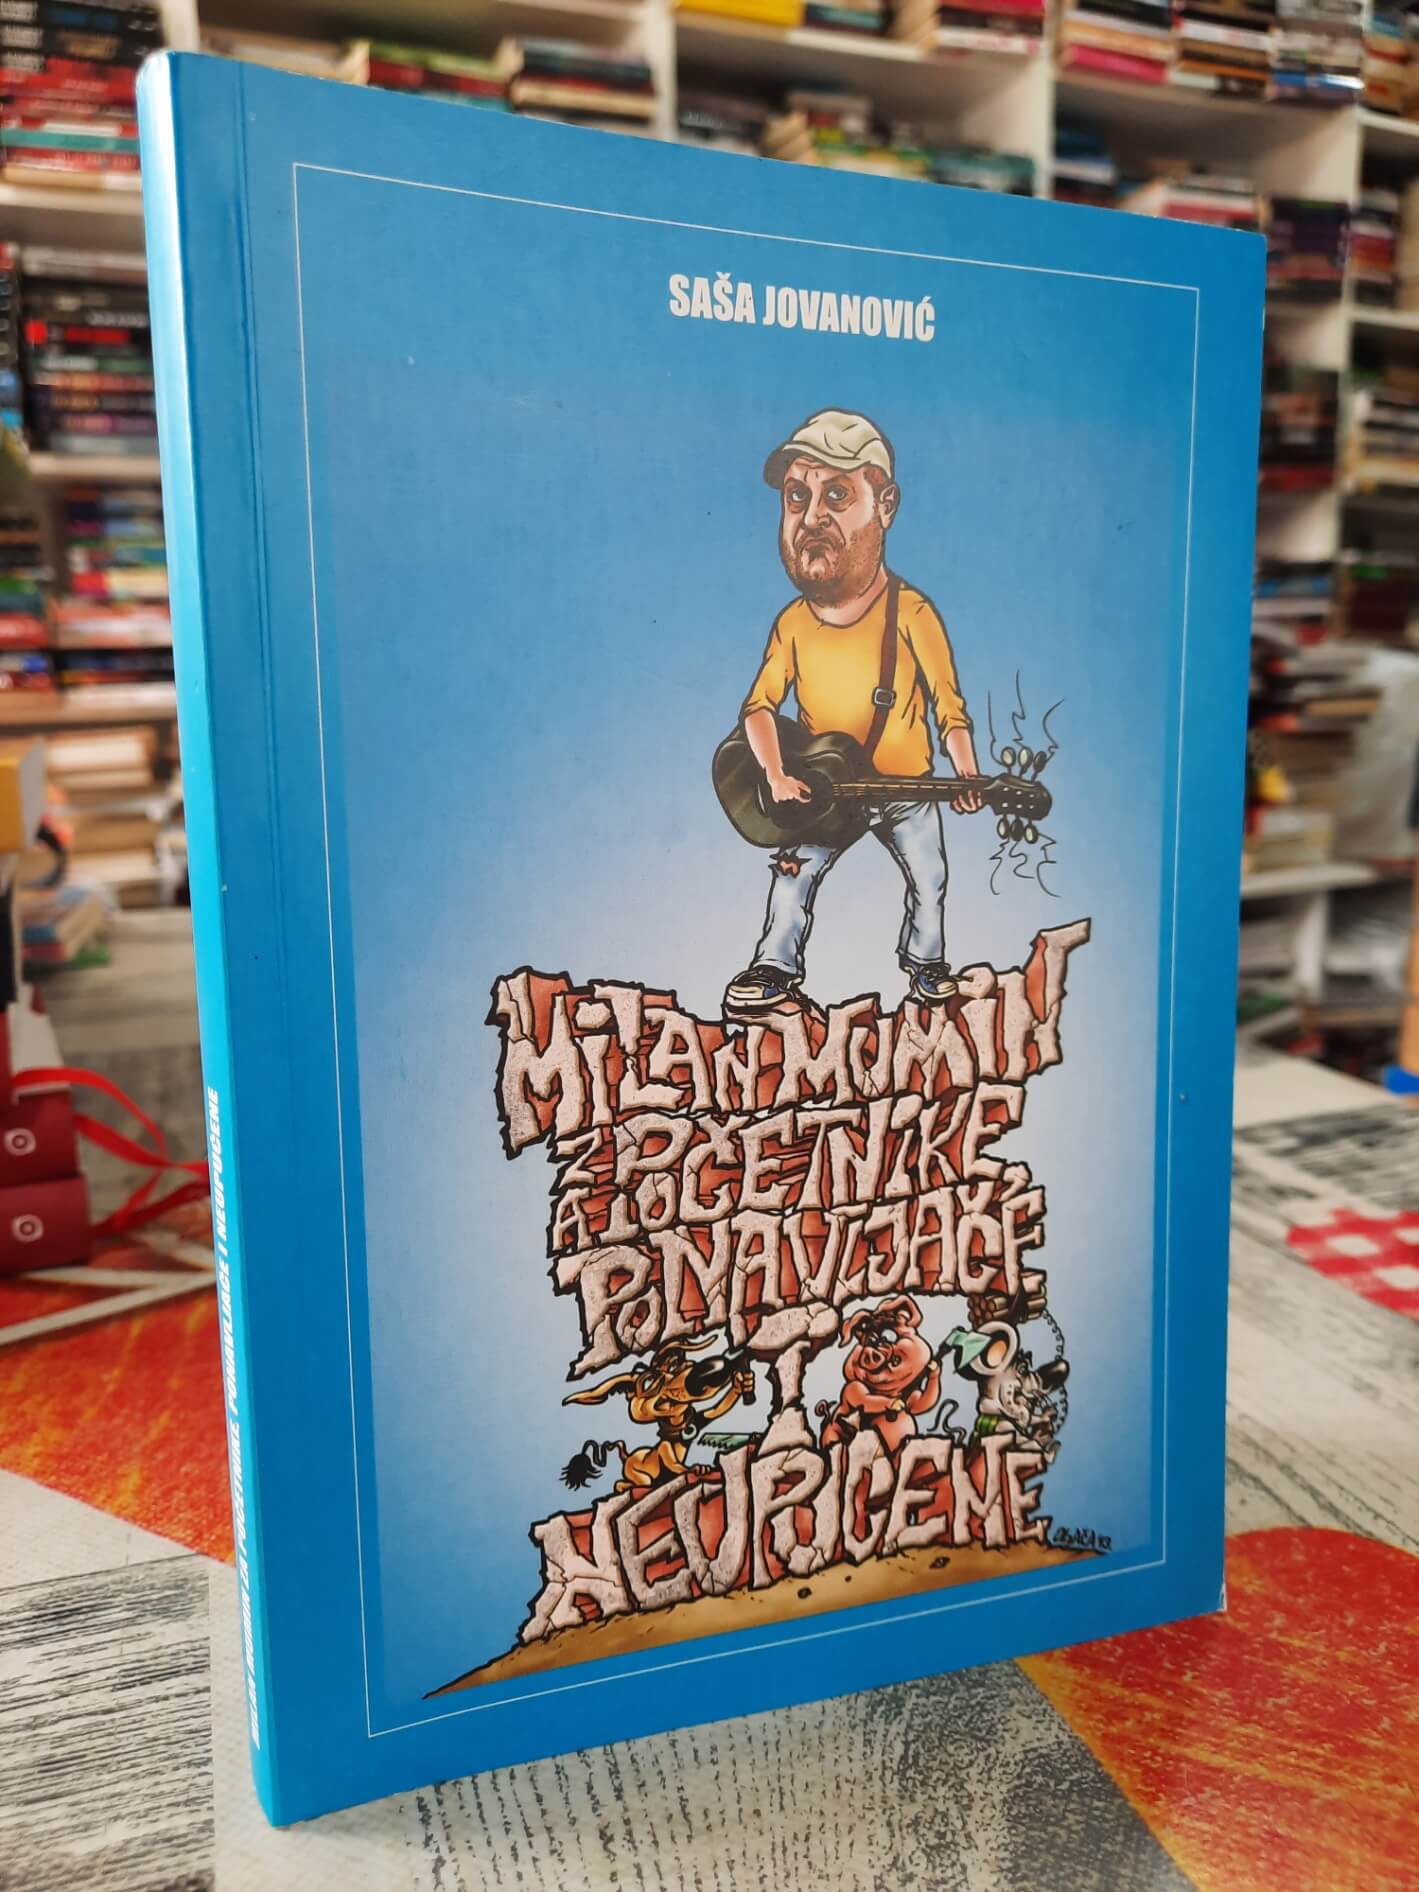 SAŠA JOVANOVIĆ
MILAN MUMIN
ZA POČETNIKE,
PONAVLJAČE
I
NEUPUĆENE
MILAN MUMIN ZA POČETNIKE, PONAVLJAČE I NEUPUĆENE